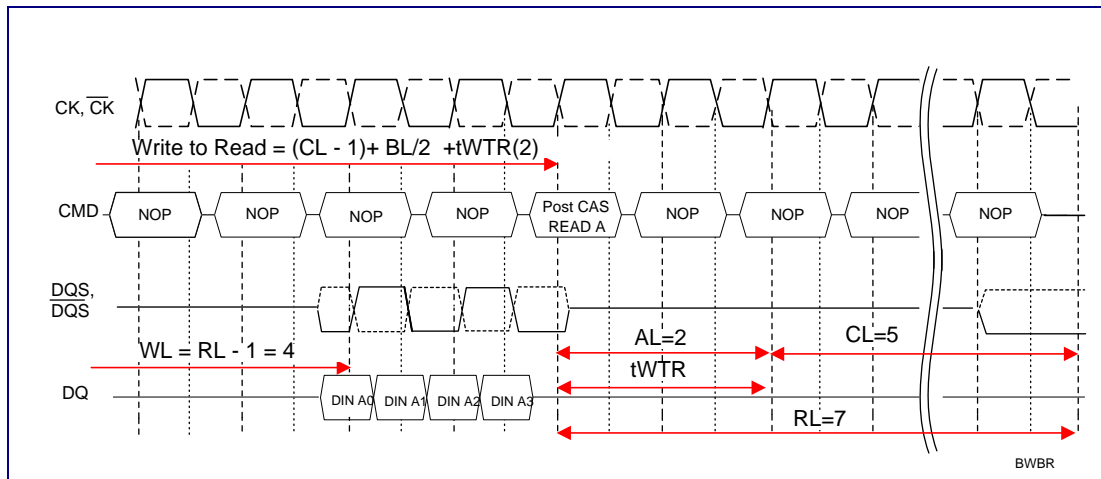 CK, CK
Write to Read = (CL - 1)+ BL/2 +tWTR(2)
CMD
NOP
NOP
NOP
NOP
Post CAS
READ A
NOP
NOP
NOP
NOP
DQS,
DQS
WL = RL - 1 = 4
AL=2
CL=5
tWTR
DQ
DIN A0
DIN A1
DIN A2
DIN A3
RL=7
BWBR